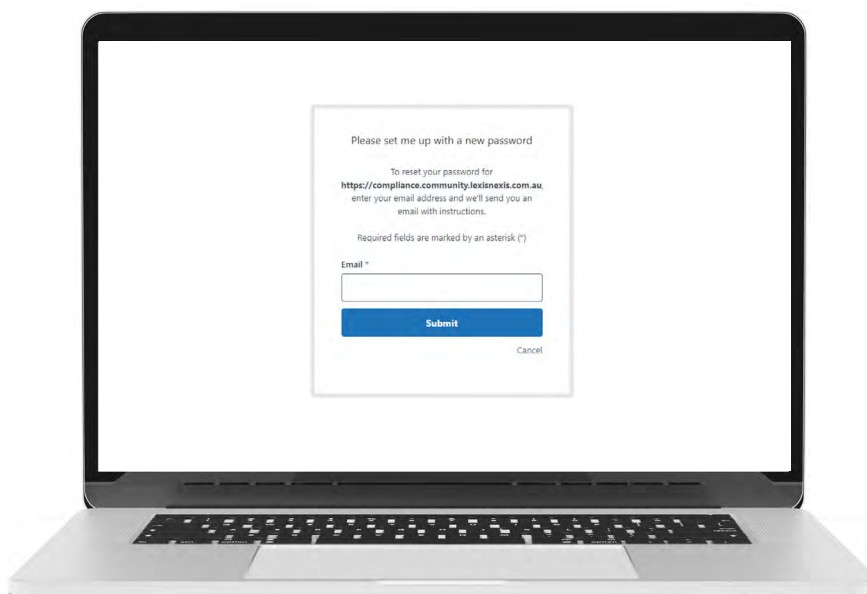 Please set me up with a new password
To reset your password for
https://compliance.community.lexisnexis.com.au,
enter your email address and we'll send you an
email with instructions.
Required fields are marked by an asterisk (*)
Email *
Submit
Cancel